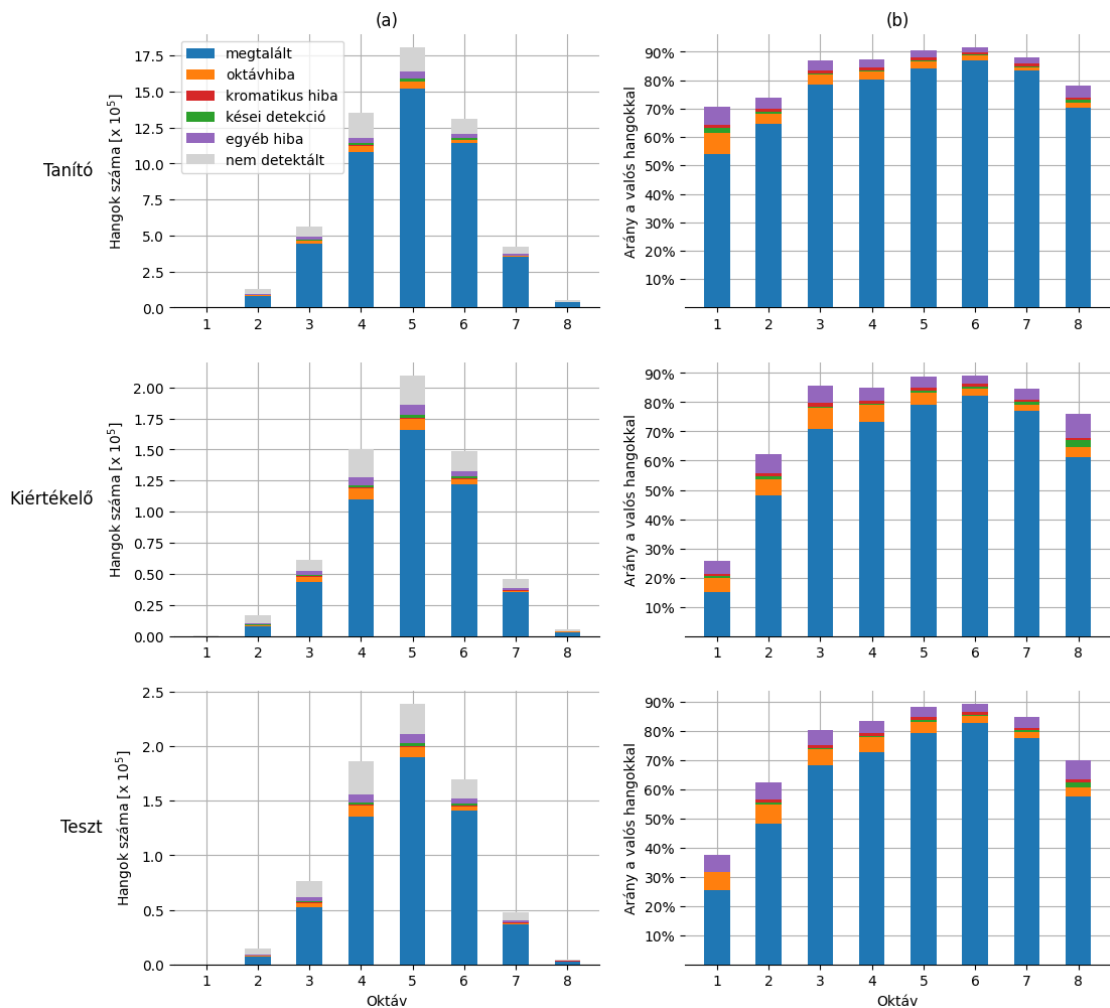 (a)
(b)
Tanító
Hangok száma [x 10⁵]
17.5
15.0
12.5
10.0
7.5
5.0
2.5
0.0
megtalált
oktávhiba
kromatikus hiba
kései detekció
egyéb hiba
nem detektált
1 2 3 4 5 6 7 8
Arány a valós hangokkal
90%
80%
70%
60%
50%
40%
30%
20%
10%
1 2 3 4 5 6 7 8
Kiértékelő
Hangok száma [x 10⁵]
2.00
1.75
1.50
1.25
1.00
0.75
0.50
0.25
0.00
1 2 3 4 5 6 7 8
Arány a valós hangokkal
90%
80%
70%
60%
50%
40%
30%
20%
10%
1 2 3 4 5 6 7 8
Teszt
Hangok száma [x 10⁵]
2.5
2.0
1.5
1.0
0.5
0.0
1 2 3 4 5 6 7 8
Oktáv
Arány a valós hangokkal
90%
80%
70%
60%
50%
40%
30%
20%
10%
1 2 3 4 5 6 7 8
Oktáv